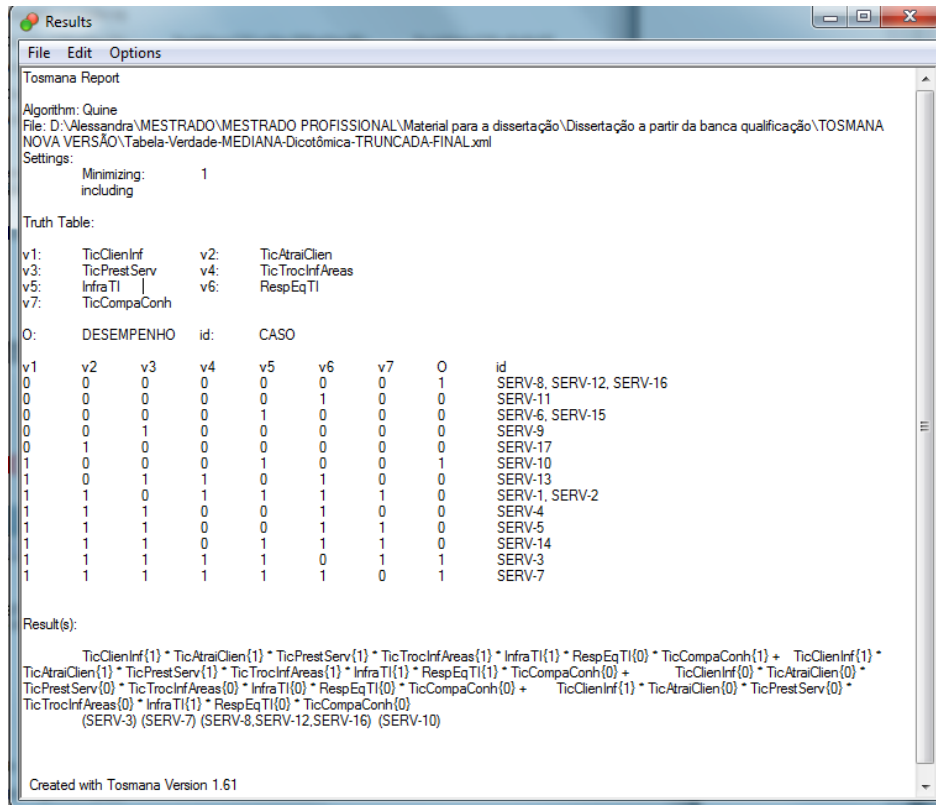 Results
File Edit Options
Tosmana Report
Algorithm: Quine
File: D:\Alessandra\MESTRADO\MESTRADO PROFISSIONAL\Material para a dissertação\Dissertação a partir da banca qualificação\TOSMANA
NOVA VERSÃO\Tabela-Verdade-MEDIANA-Dicotômica-TRUNCADA-FINAL.xml
Settings:
Minimizing: 1
including
Truth Table:
v1: TicClienInf v2: TicAtraiClien
v3: TicPrestServ v4: TicTrocInfAreas
v5: InfraTI v6: RespEqTI
v7: TicCompaConh
O: DESEMPENHO id: CASO
v1 v2 v3 v4 v5 v6 v7 O id
0 0 0 0 0 0 0 1 SERV-8, SERV-12, SERV-16
0 0 0 0 0 1 0 0 SERV-11
0 0 0 0 1 0 0 0 SERV-6, SERV-15
0 0 1 0 0 0 0 0 SERV-9
0 1 0 0 0 0 0 0 SERV-17
1 0 0 0 1 0 0 1 SERV-10
1 0 1 1 0 1 0 0 SERV-13
1 1 0 1 1 1 1 0 SERV-1, SERV-2
1 1 1 0 0 1 0 0 SERV-4
1 1 1 0 0 1 1 0 SERV-5
1 1 1 0 1 1 1 0 SERV-14
1 1 1 1 1 0 1 1 SERV-3
1 1 1 1 1 1 0 1 SERV-7
Result(s):
TicClienInf{1} * TicAtraiClien{1} * TicPrestServ{1} * TicTrocInfAreas{1} * InfraTI{1} * RespEqTI{0} * TicCompaConh{1} + TicClienInf{1} *
TicAtraiClien{1} * TicPrestServ{1} * TicTrocInfAreas{1} * InfraTI{1} * RespEqTI{1} * TicCompaConh{0} + TicClienInf{0} * TicAtraiClien{0} *
TicPrestServ{0} * TicTrocInfAreas{0} * InfraTI{0} * RespEqTI{0} * TicCompaConh{0} + TicClienInf{1} * TicAtraiClien{0} * TicPrestServ{0} *
TicTrocInfAreas{0} * InfraTI{1} * RespEqTI{0} * TicCompaConh{0}
(SERV-3) (SERV-7) (SERV-8,SERV-12,SERV-16) (SERV-10)
Created with Tosmana Version 1.61